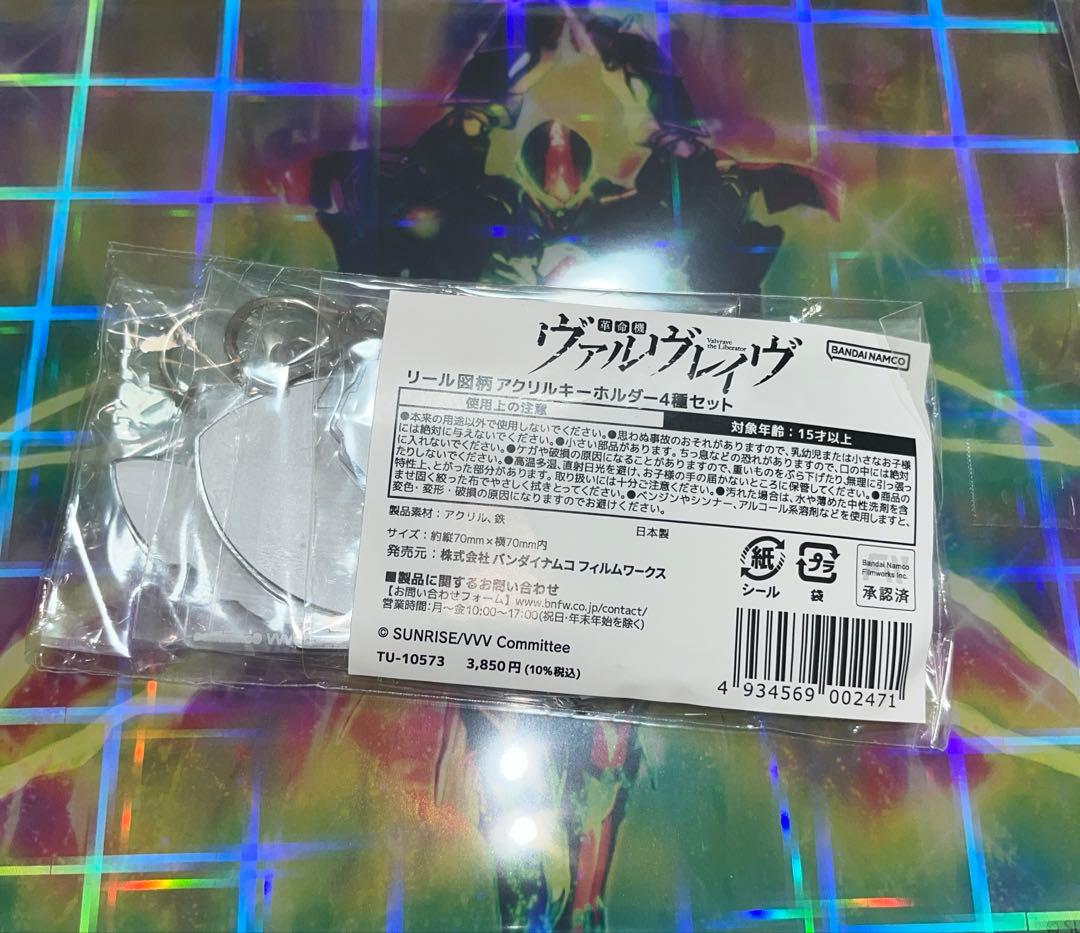 革命機
ヴァルヴレイヴ
Valvrave
the Liberator
BANDAI NAMCO
リール図柄アクリルキーホルダー4種セット
使用上の注意
対象年齢：15才以上
●本来の用途以外で使用しないでください。●思わぬ事故のおそれがありますので、乳幼児または小さなお子様
には絶対に与えないでください。●小さい部品があります。ちっ息などの恐れがありますので、口の中には絶対
に入れないでください。●ケガや破損の原因になることがありますので、重いものをぶら下げたり、無理に引っ張っ
たりしないでください。●高温多湿、直射日光を避け、お子様の手の届かないところに保管してください。●商品の
特性上、とがった部分があります。取り扱いには十分ご注意ください。●汚れた場合は、水や薄めた中性洗剤を含
ませ固く絞った布でやさしく拭きとってください。●ベンジンやシンナー、アルコール系溶剤などを使用しますと、
変色・変形・破損の原因になりますのでお避けください。
製品素材：アクリル、鉄
日本製
サイズ：約縦70mm×横70mm内
発売元：株式会社バンダイナムコフィルムワークス
■製品に関するお問い合わせ
【お問い合わせフォーム】www.bnfw.co.jp/contact/
営業時間:月～金10:00～17:00(祝日・年末年始を除く)
© SUNRISE/VVV Committee
TU-10573 3,850円(10%税込)
紙
シール
プラ
袋
Bandai Namco
Filmworks Inc.
承認済
4 934569 002471